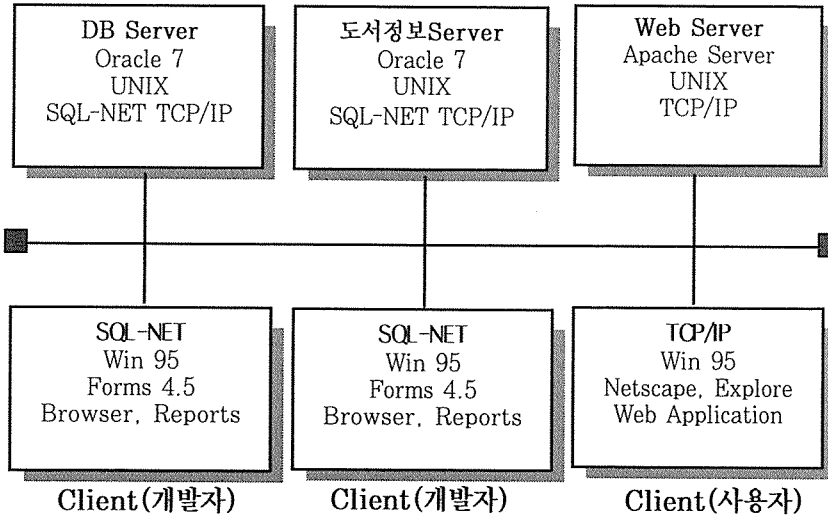 DB Server
Oracle 7
UNIX
SQL-NET TCP/IP
도서정보Server
Oracle 7
UNIX
SQL-NET TCP/IP
Web Server
Apache Server
UNIX
TCP/IP
SQL-NET
Win 95
Forms 4.5
Browser, Reports
Client(개발자)
SQL-NET
Win 95
Forms 4.5
Browser, Reports
Client(개발자)
TCP/IP
Win 95
Netscape, Explore
Web Application
Client(사용자)